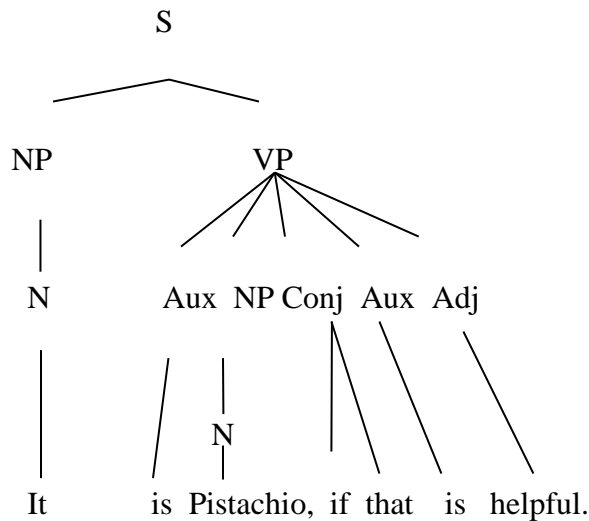 S
NP VP
N Aux NP Conj Aux Adj
N
It is Pistachio, if that is helpful.